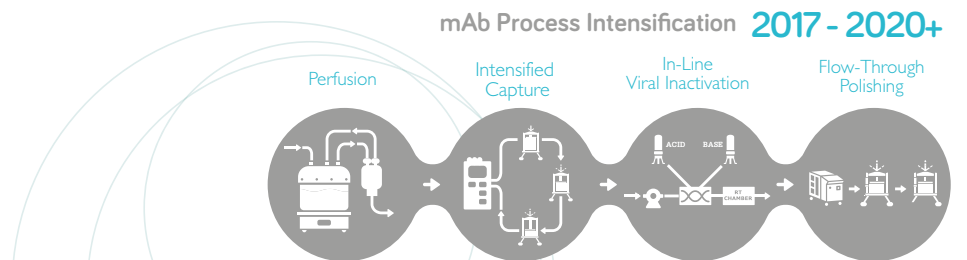 mAb Process Intensification 2017 - 2020+
Perfusion
Intensified
Capture
In-Line
Viral Inactivation
Flow-Through
Polishing
ACID BASE
RT
CHAMBER